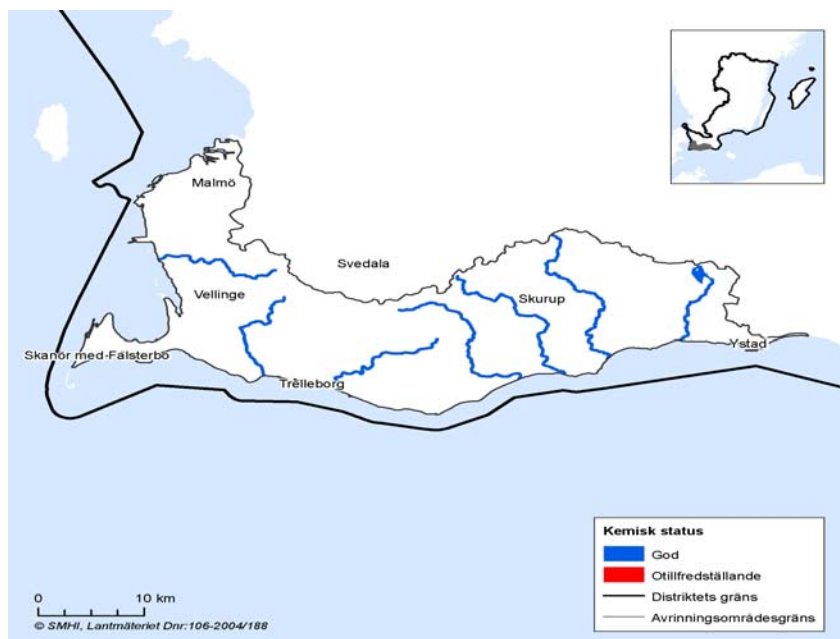 Malmö
Svedala
Vellinge
Skurup
Skanör med-Falsterbo
Trelleborg
Ystad
Kemisk status
God
Otillfredställande
Distriktets gräns
Avrinningsområdesgräns
0 10 km
© SMHI, Lantmäteriet Dnr:106-2004/188